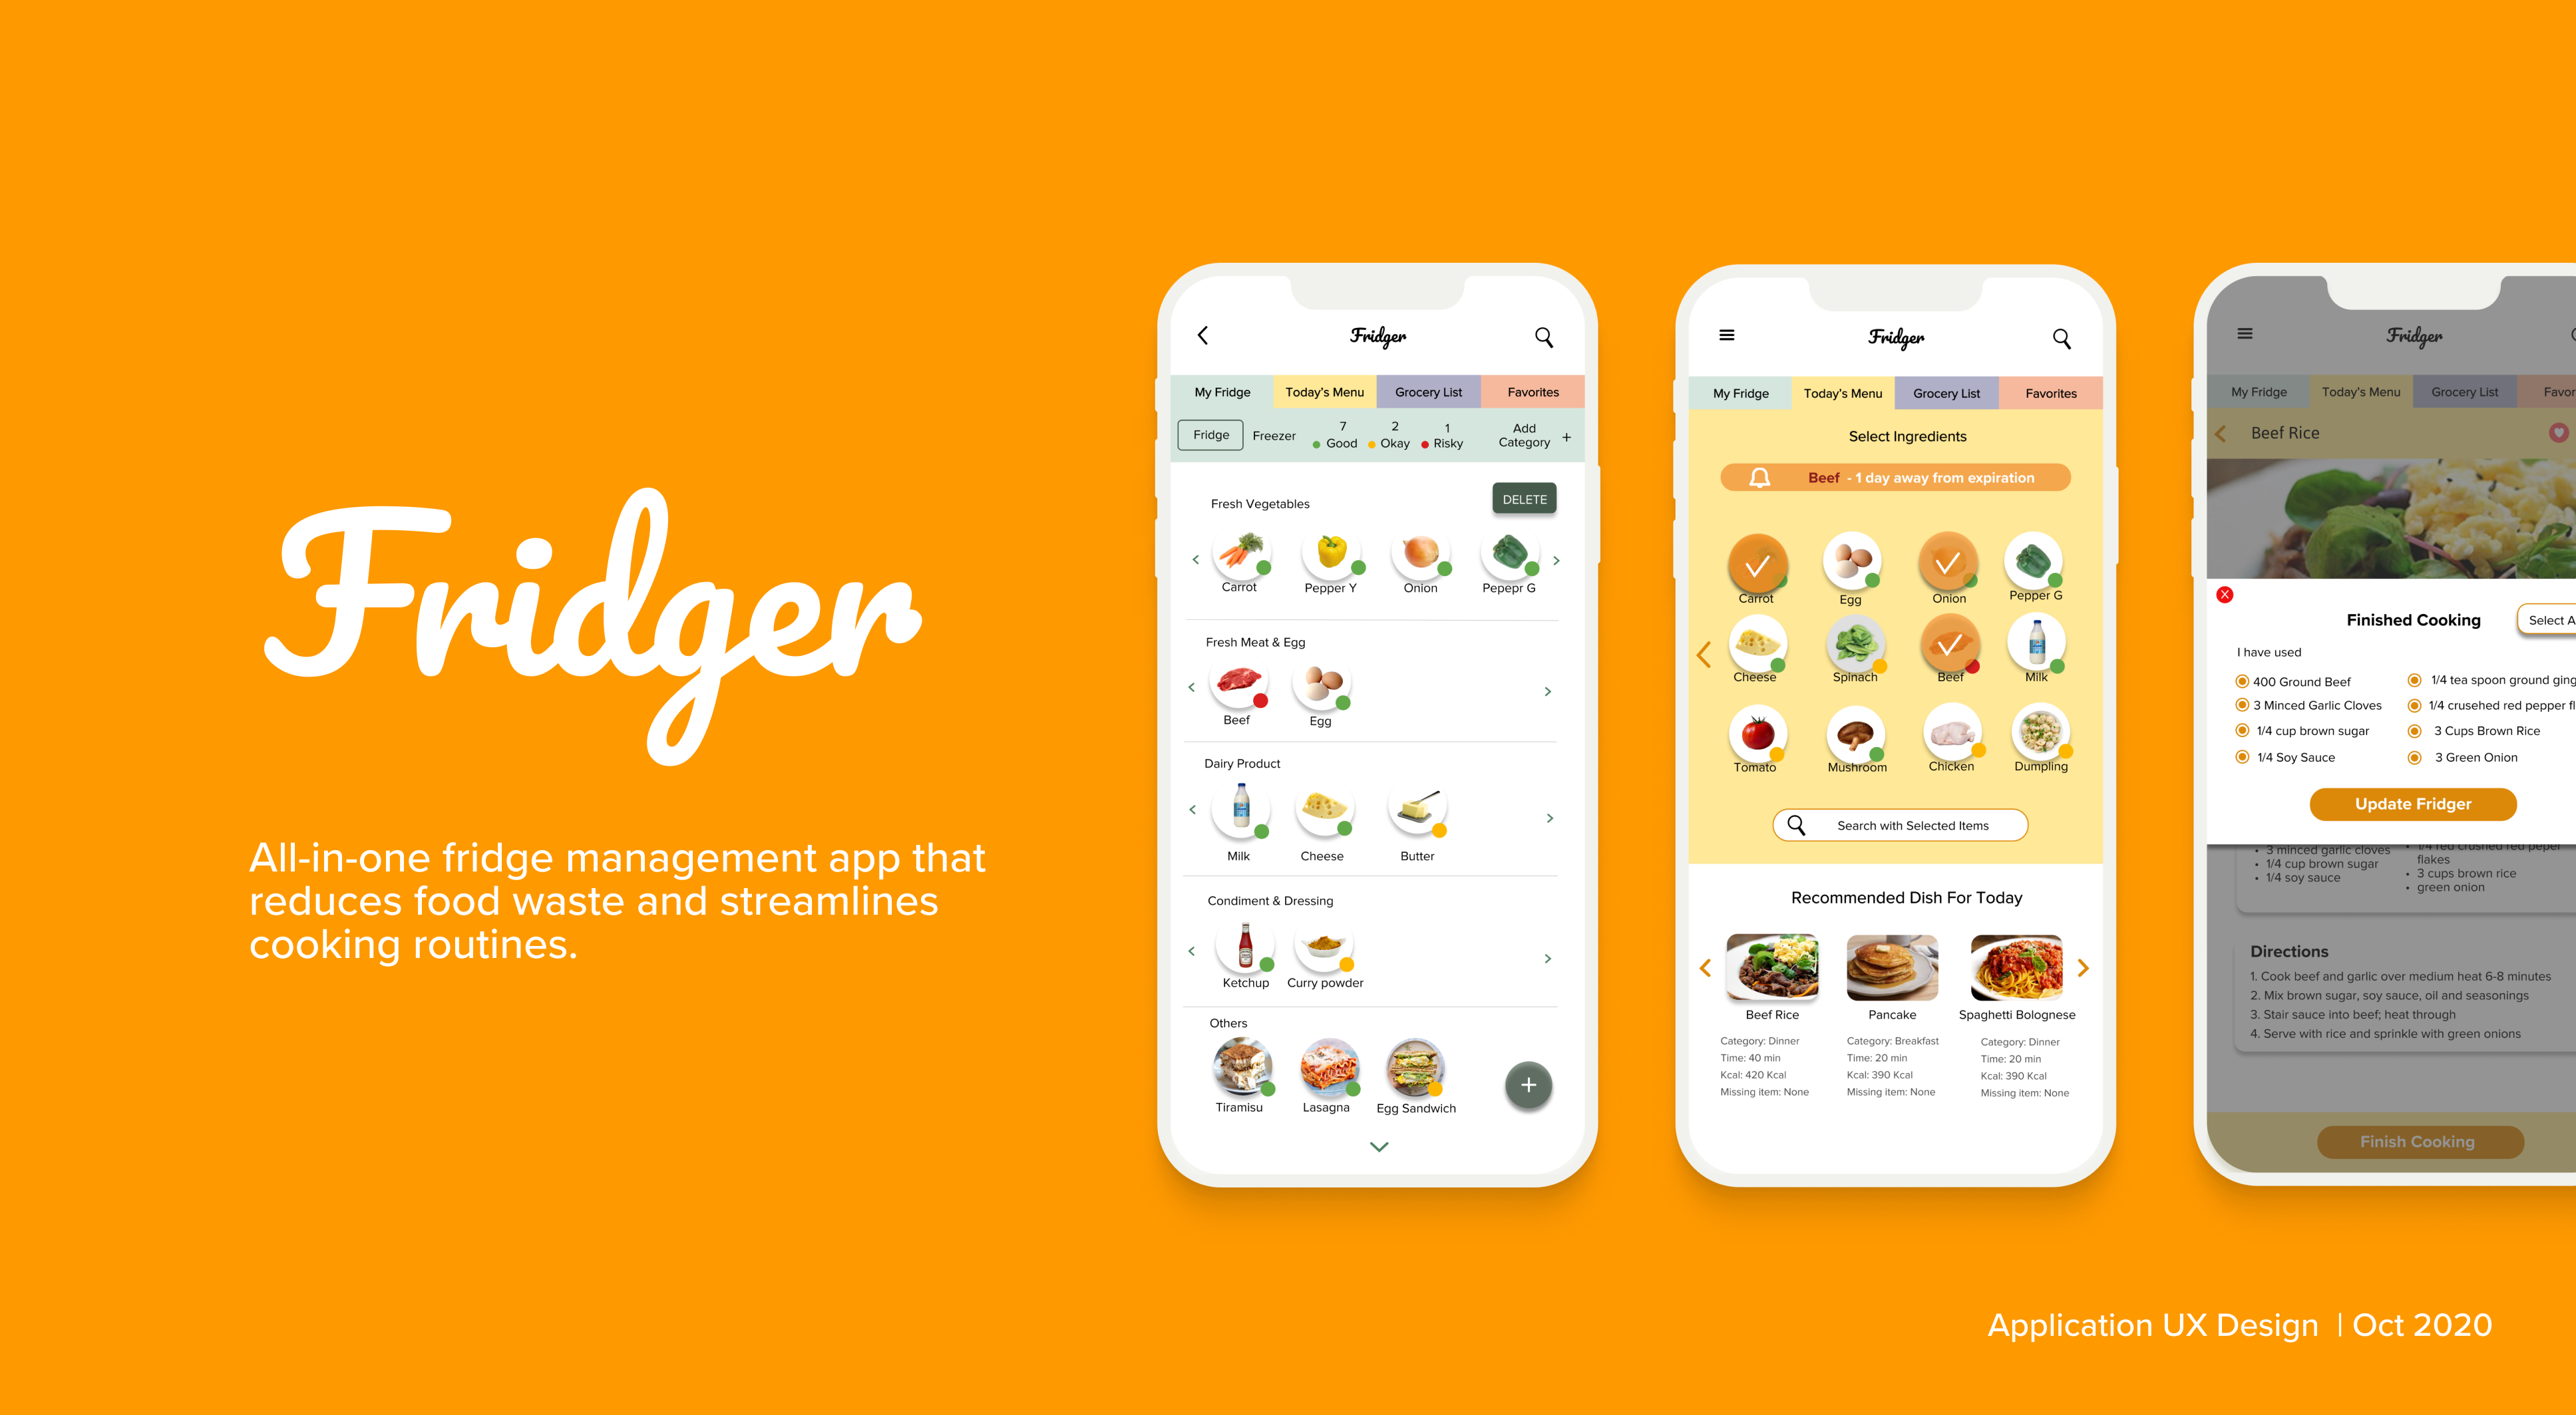 Fridger
All-in-one fridge management app that
reduces food waste and streamlines
cooking routines.
Fridger
My Fridge
Today's Menu
Grocery List
Favorites
Fridge
Freezer
7
Good
2
Okay
1
Risky
Add
Category +
Fresh Vegetables
DELETE
Carrot
Pepper Y
Onion
Pepepr G
Fresh Meat & Egg
Beef
Egg
Dairy Product
Milk
Cheese
Butter
Condiment & Dressing
Ketchup
Curry powder
Others
Tiramisu
Lasagna
Egg Sandwich
+
Fridger
My Fridge
Today's Menu
Grocery List
Favorites
Select Ingredients
Beef - 1 day away from expiration
Carrot
Egg
Onion
Pepper G
Cheese
Spinach
Beef
Milk
Tomato
Mushroom
Chicken
Dumpling
Search with Selected Items
Recommended Dish For Today
Beef Rice
Pancake
Spaghetti Bolognese
Category: Dinner
Time: 40 min
Kcal: 420 Kcal
Missing item: None
Category: Breakfast
Time: 20 min
Kcal: 390 Kcal
Missing item: None
Category: Dinner
Time: 20 min
Kcal: 390 Kcal
Missing item: None
Fridger
My Fridge
Today's Menu
Grocery List
Favor
Beef Rice
X
Finished Cooking
Select A
I have used
400 Ground Beef
3 Minced Garlic Cloves
1/4 cup brown sugar
1/4 Soy Sauce
1/4 tea spoon ground ging
1/4 crusehed red pepper fl
3 Cups Brown Rice
3 Green Onion
Update Fridger
• 3 minced garlic cloves
• 1/4 cup brown sugar
• 1/4 soy sauce
• 1/4 red crushed red peper
flakes
• 3 cups brown rice
• green onion
Directions
1. Cook beef and garlic over medium heat 6-8 minutes
2. Mix brown sugar, soy sauce, oil and seasonings
3. Stair sauce into beef; heat through
4. Serve with rice and sprinkle with green onions
Finish Cooking
Application UX Design | Oct 2020